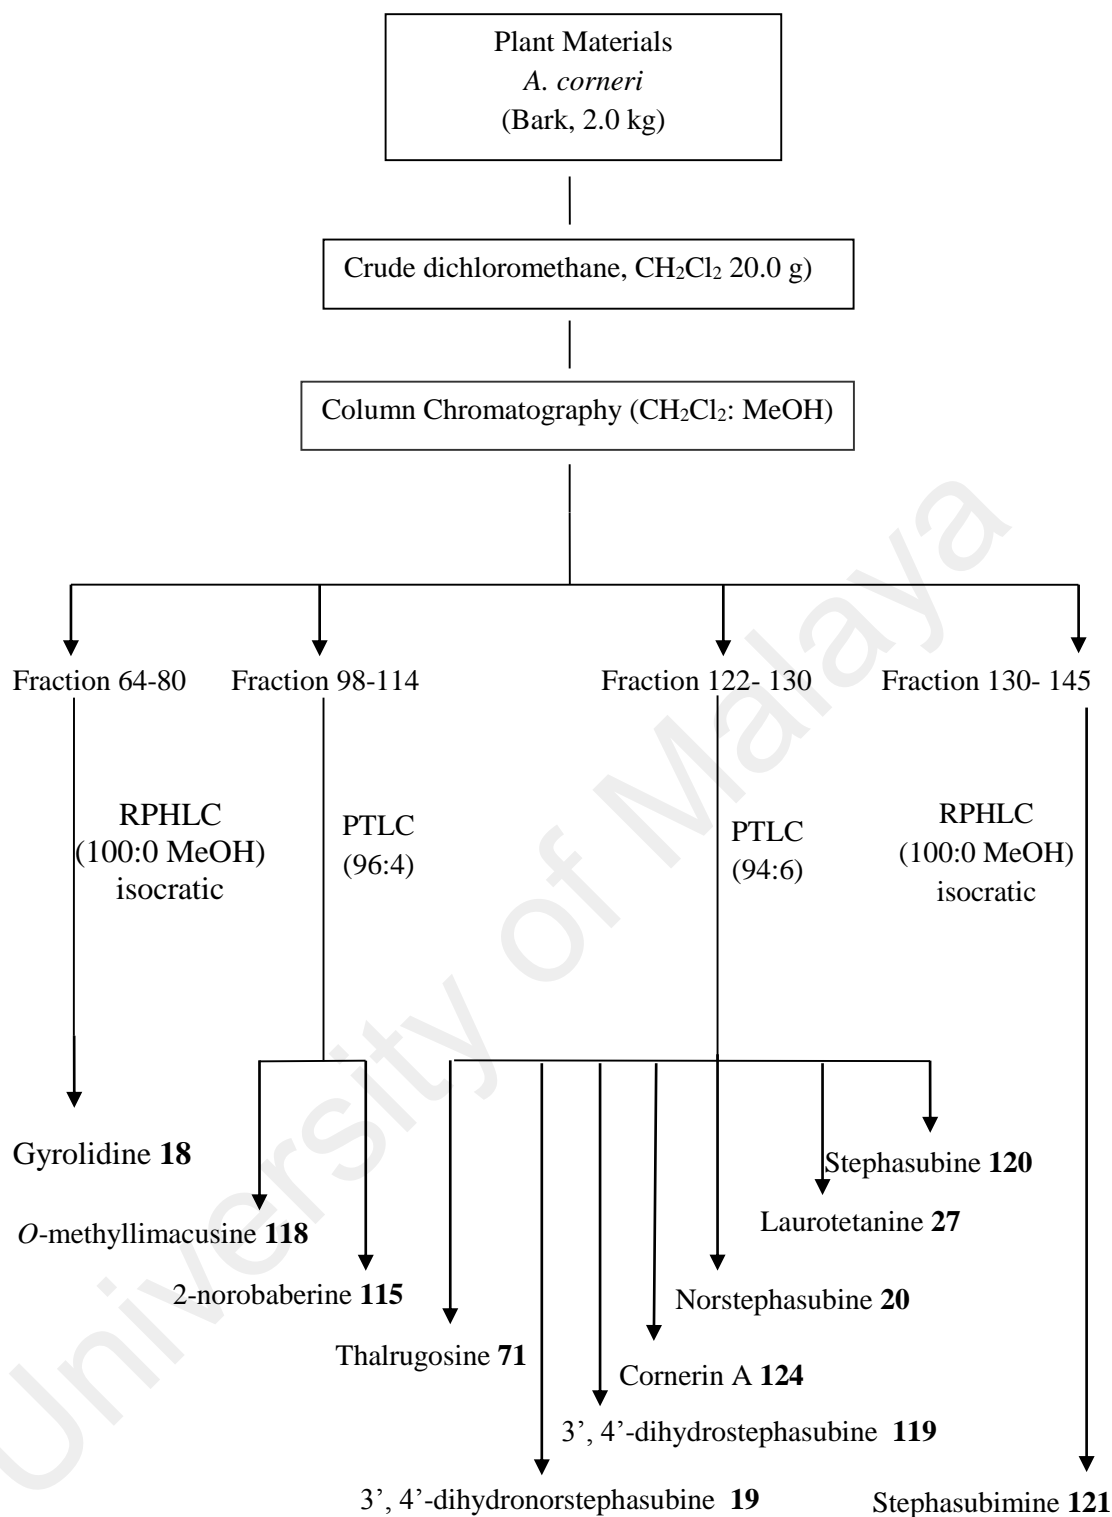 Plant Materials
A. corneri
(Bark, 2.0 kg)
Crude dichloromethane, CH₂Cl₂ 20.0 g)
Column Chromatography (CH₂Cl₂: MeOH)
Fraction 64-80
Fraction 98-114
Fraction 122- 130
Fraction 130- 145
RPHLC
(100:0 MeOH)
isocratic
PTLC
(96:4)
PTLC
(94:6)
RPHLC
(100:0 MeOH)
isocratic
Gyrolidine 18
O-methyllimacusine 118
2-norobaberine 115
Thalrugosine 71
3’, 4’-dihydronorstephasubine 19
3’, 4’-dihydrostephasubine 119
Cornerin A 124
Norstephasubine 20
Laurotetanine 27
Stephasubine 120
Stephasubimine 121
University of Malaya